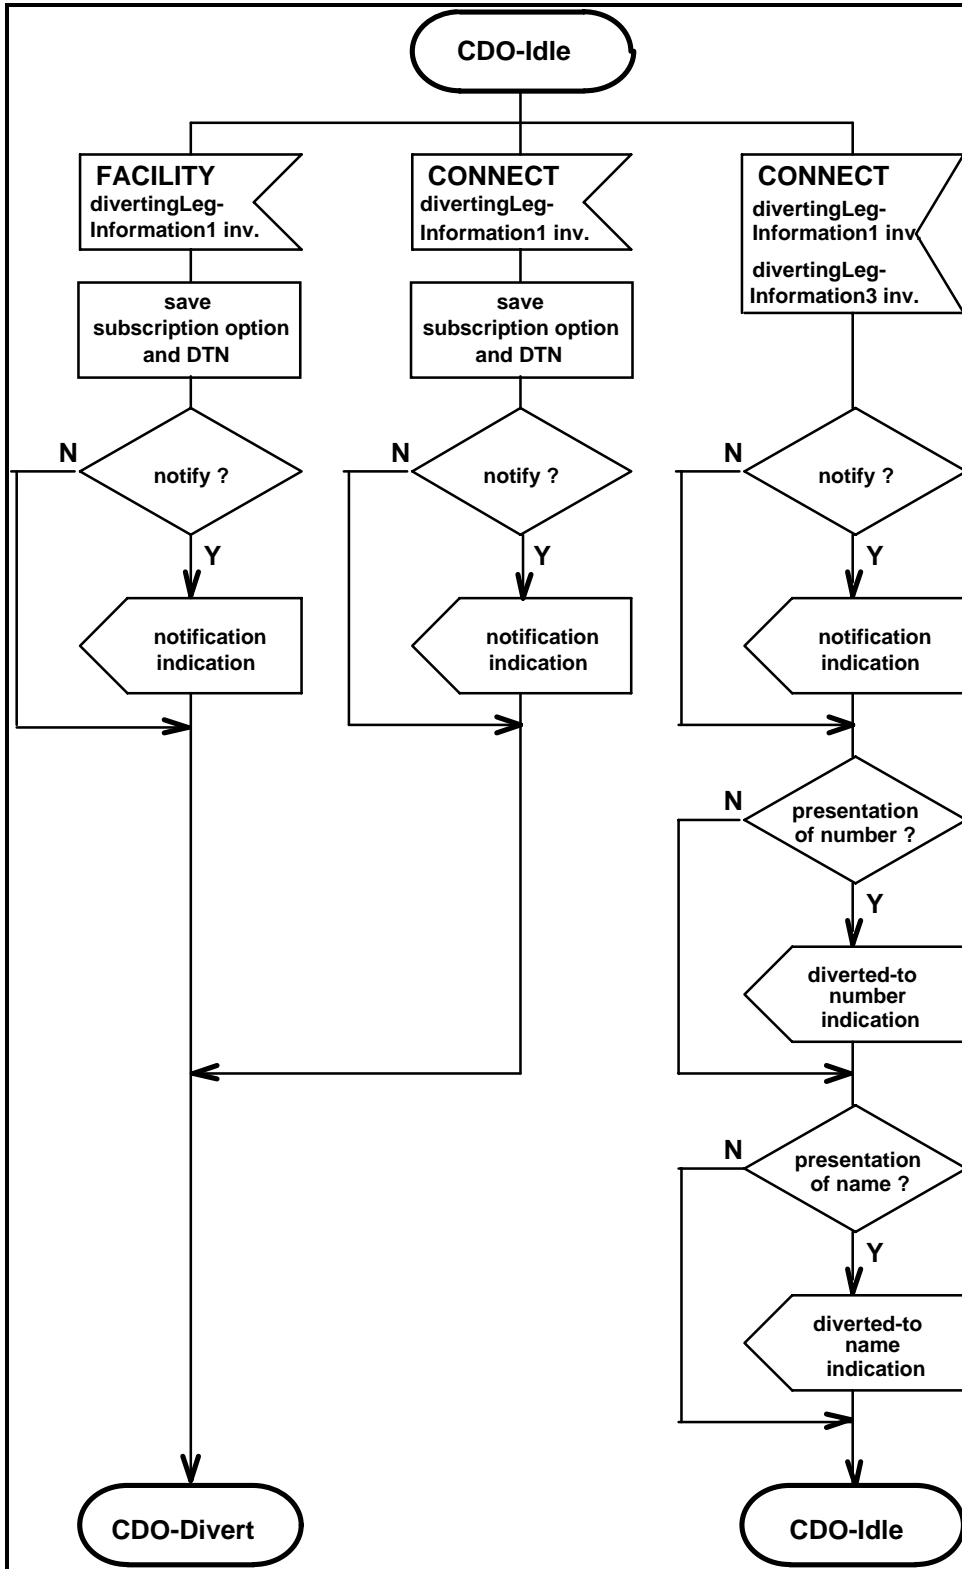 CDO-Idle
FACILITY
divertingLeg-
Information1 inv.
save
subscription option
and DTN
N
notify ?
Y
notification
indication
CONNECT
divertingLeg-
Information1 inv.
save
subscription option
and DTN
N
notify ?
Y
notification
indication
CDO-Divert
CONNECT
divertingLeg-
Information1 inv.
divertingLeg-
Information3 inv.
N
notify ?
Y
notification
indication
N
presentation
of number ?
Y
diverted-to
number
indication
N
presentation
of name ?
Y
diverted-to
name
indication
CDO-Idle